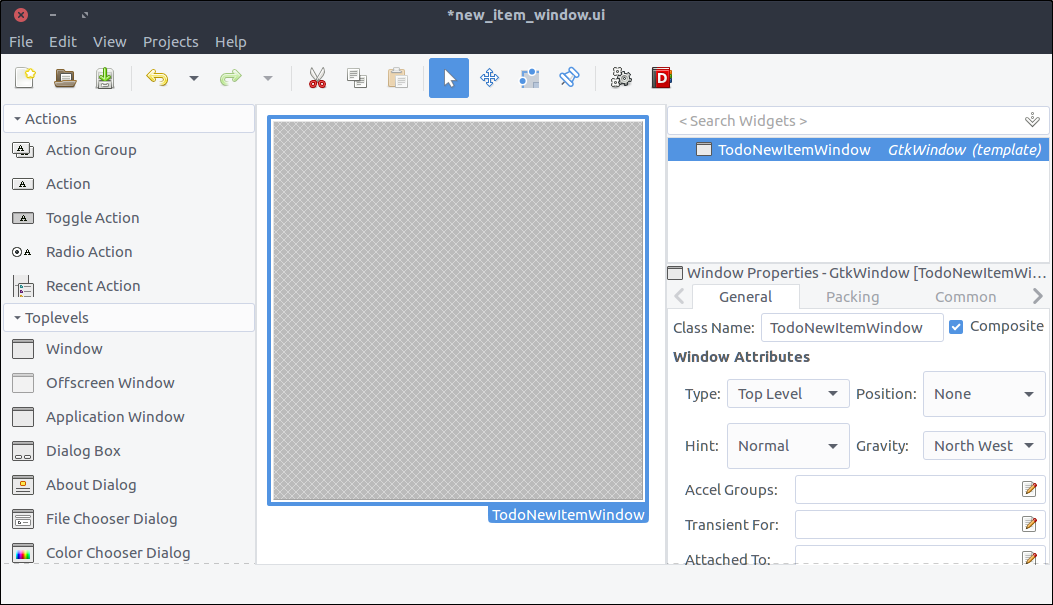 *new_item_window.ui
File Edit View Projects Help
Actions
Action Group
Action
Toggle Action
Radio Action
Recent Action
Toplevels
Window
Offscreen Window
Application Window
Dialog Box
About Dialog
File Chooser Dialog
Color Chooser Dialog
TodoNewItemWindow
< Search Widgets >
TodoNewItemWindow GtkWindow (template)
Window Properties - GtkWindow [TodoNewItemWi...
General Packing Common
Class Name: TodoNewItemWindow Composite
Window Attributes
Type: Top Level Position: None
Hint: Normal Gravity: North West
Accel Groups:
Transient For:
Attached To: